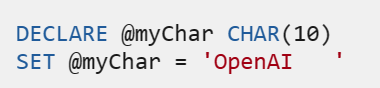 DECLARE @myChar CHAR(10)
SET @myChar = 'OpenAI   '